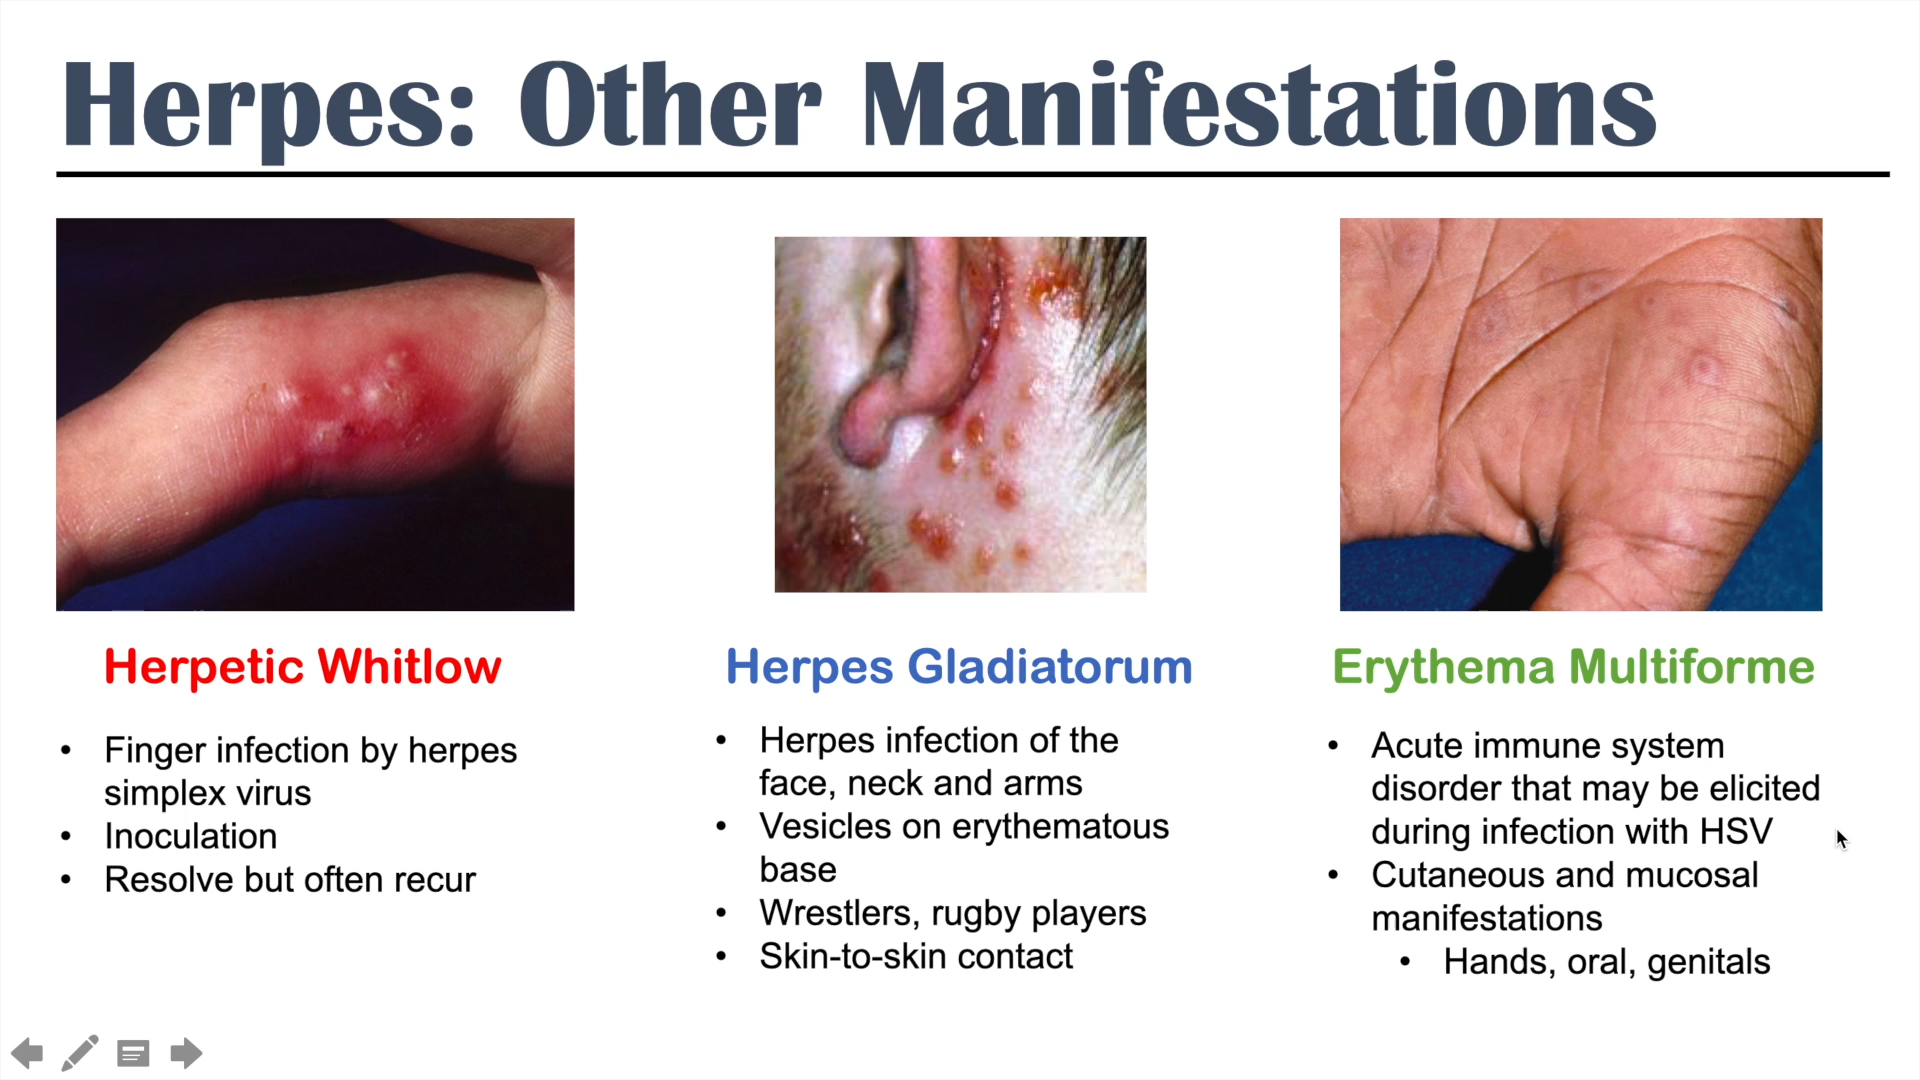 Herpes: Other Manifestations
Herpetic Whitlow
• Finger infection by herpes
simplex virus
• Inoculation
• Resolve but often recur
Herpes Gladiatorum
• Herpes infection of the
face, neck and arms
• Vesicles on erythematous
base
• Wrestlers, rugby players
• Skin-to-skin contact
Erythema Multiforme
• Acute immune system
disorder that may be elicited
during infection with HSV
• Cutaneous and mucosal
manifestations
• Hands, oral, genitals